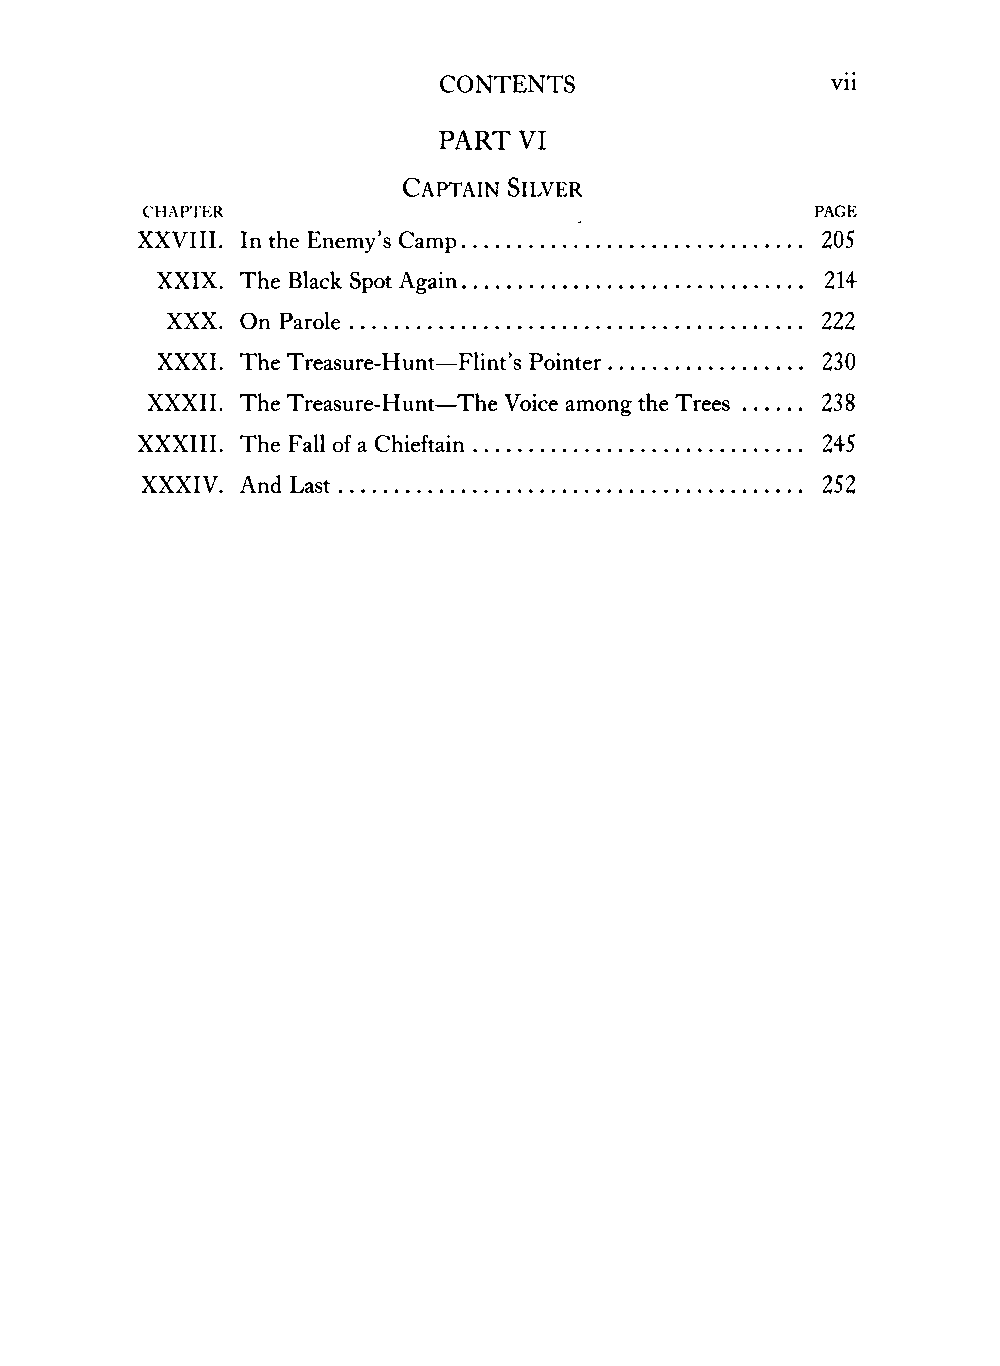 CONTENTS vii
PART VI
CAPTAIN SILVER
CHAPTER PAGE
XXVIII. In the Enemy's Camp............................... 205
XXIX. The Black Spot Again............................... 214
XXX. On Parole ......................................... 222
XXXI. The Treasure-Hunt—Flint's Pointer.................. 230
XXXII. The Treasure-Hunt—The Voice among the Trees ...... 238
XXXIII. The Fall of a Chieftain .............................. 245
XXXIV. And Last .......................................... 252